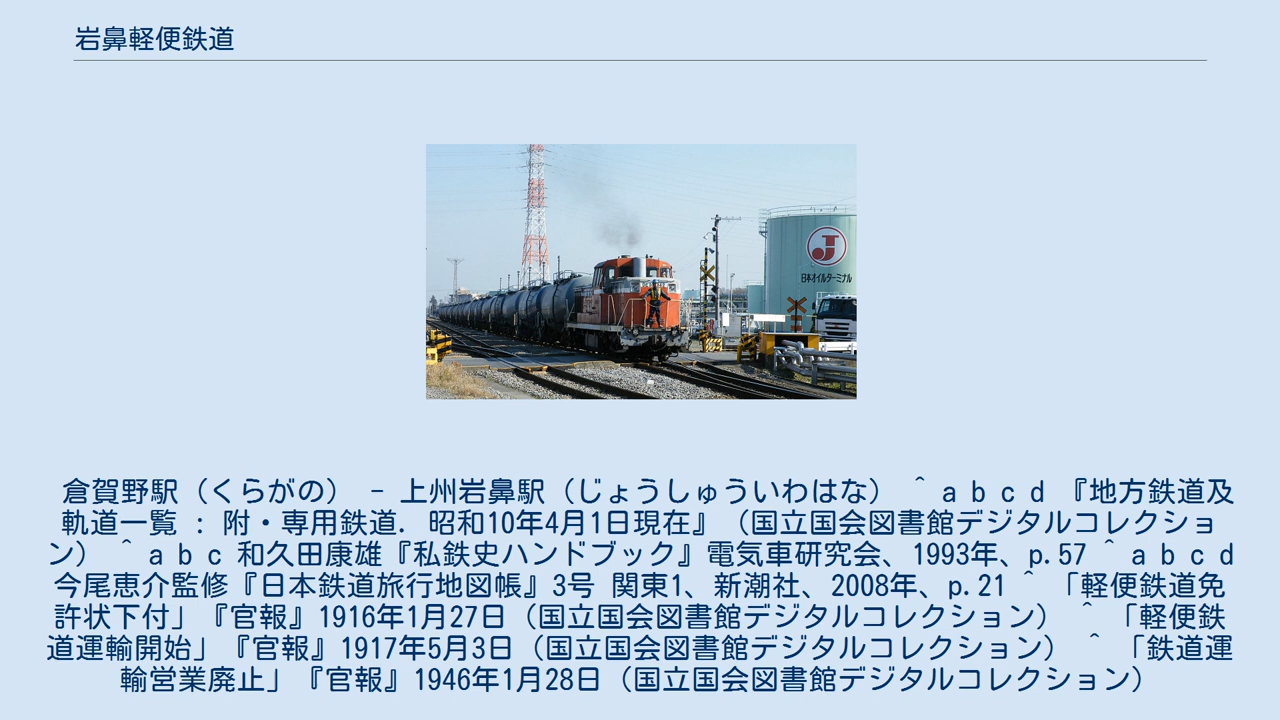 岩鼻軽便鉄道
J
日本オイルターミナル
倉賀野駅（くらがの） - 上州岩鼻駅（じょうしゅういわはな） ^ a b c d 『地方鉄道及
軌道一覧 : 附・専用鉄道. 昭和10年4月1日現在』（国立国会図書館デジタルコレクショ
ン） ^ a b c 和久田康雄『私鉄史ハンドブック』電気車研究会、1993年、p.57 ^ a b c d
今尾恵介監修『日本鉄道旅行地図帳』3号 関東1、新潮社、2008年、p.21 ^ 「軽便鉄道免
許状下付」『官報』1916年1月27日（国立国会図書館デジタルコレクション） ^ 「軽便鉄
道運輸開始」『官報』1917年5月3日（国立国会図書館デジタルコレクション） ^ 「鉄道運
輸営業廃止」『官報』1946年1月28日（国立国会図書館デジタルコレクション）